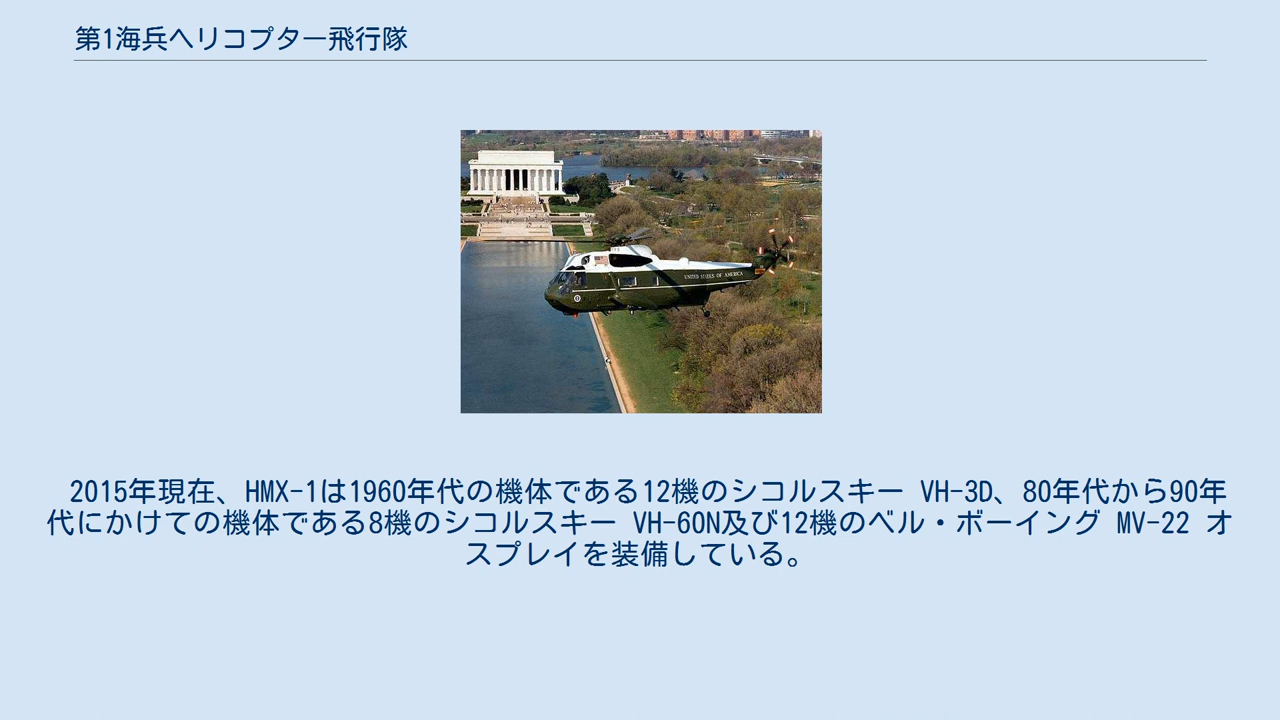 第1海兵ヘリコプター飛行隊
UNITED STATES OF AMERICA
2015年現在、HMX-1は1960年代の機体である12機のシコルスキー VH-3D、80年代から90年
代にかけての機体である8機のシコルスキー VH-60N及び12機のベル・ボーイング MV-22 オ
スプレイを装備している。